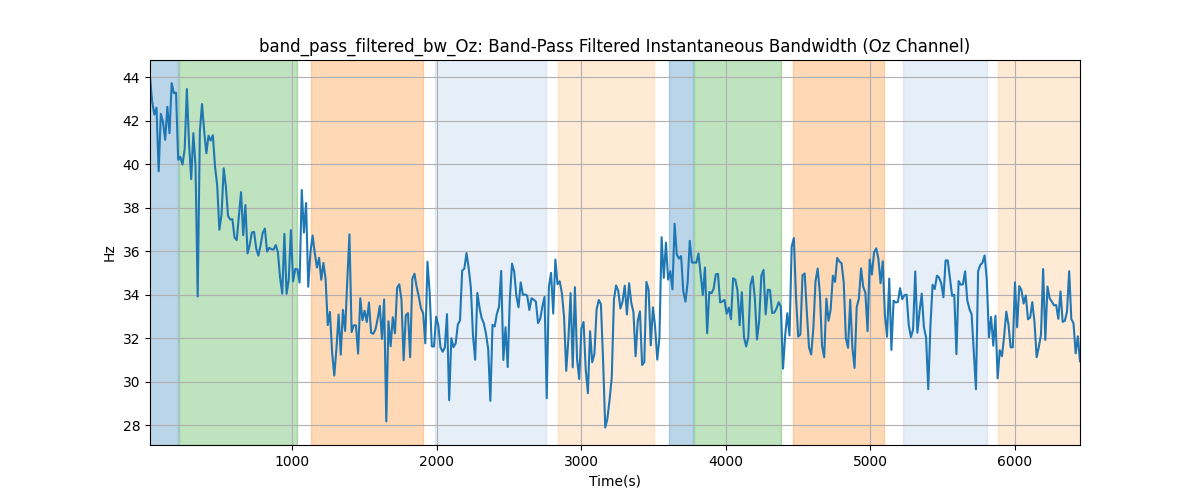 band_pass_filtered_bw_Oz: Band-Pass Filtered Instantaneous Bandwidth (Oz Channel)
44
42
40
38
36
34
32
30
28
Hz
1000 2000 3000 4000 5000 6000
Time(s)